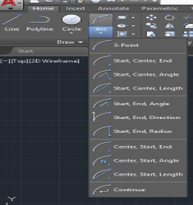 Home Insert Annotate Parametric
Line Polyline Circle Arc
Draw
Start
[−][Top][2D Wireframe]
3-Point
Start, Center, End
Start, Center, Angle
Start, Center, Length
Start, End, Angle
Start, End, Direction
Start, End, Radius
Center, Start, End
Center, Start, Angle
Center, Start, Length
Continue